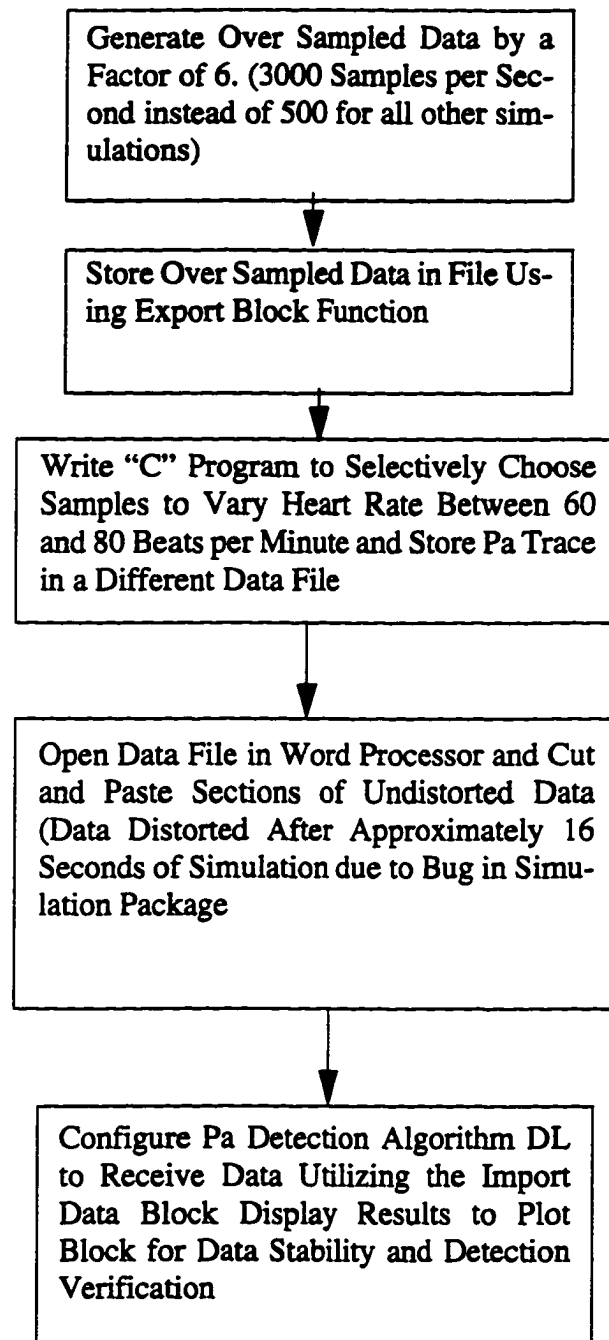 Generate Over Sampled Data by a
Factor of 6. (3000 Samples per Sec-
ond instead of 500 for all other sim-
ulations)
Store Over Sampled Data in File Us-
ing Export Block Function
Write "C" Program to Selectively Choose
Samples to Vary Heart Rate Between 60
and 80 Beats per Minute and Store Pa Trace
in a Different Data File
Open Data File in Word Processor and Cut
and Paste Sections of Undistorted Data
(Data Distorted After Approximately 16
Seconds of Simulation due to Bug in Simu-
lation Package
Configure Pa Detection Algorithm DL
to Receive Data Utilizing the Import
Data Block Display Results to Plot
Block for Data Stability and Detection
Verification